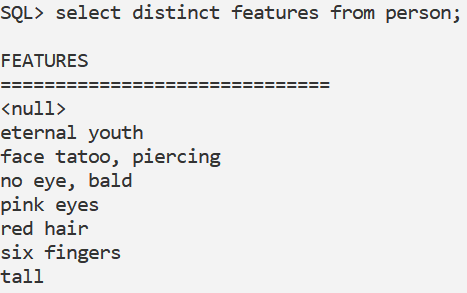 SQL> select distinct features from person;
FEATURES
==============================
<null>
eternal youth
face tatoo, piercing
no eye, bald
pink eyes
red hair
six fingers
tall